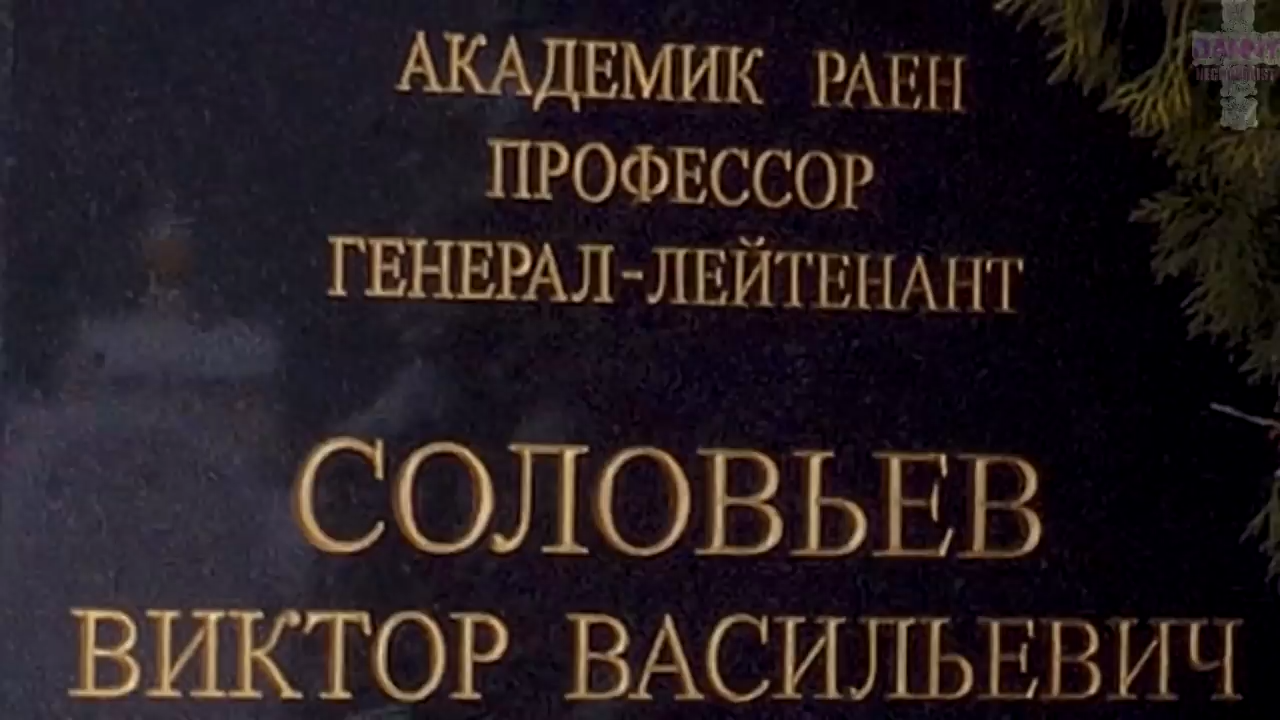 АКАДЕМИК РАЕН
ПРОФЕССОР
ГЕНЕРАЛ-ЛЕЙТЕНАНТ
СОЛОВЬЕВ
ВИКТОР ВАСИЛЬЕВИЧ